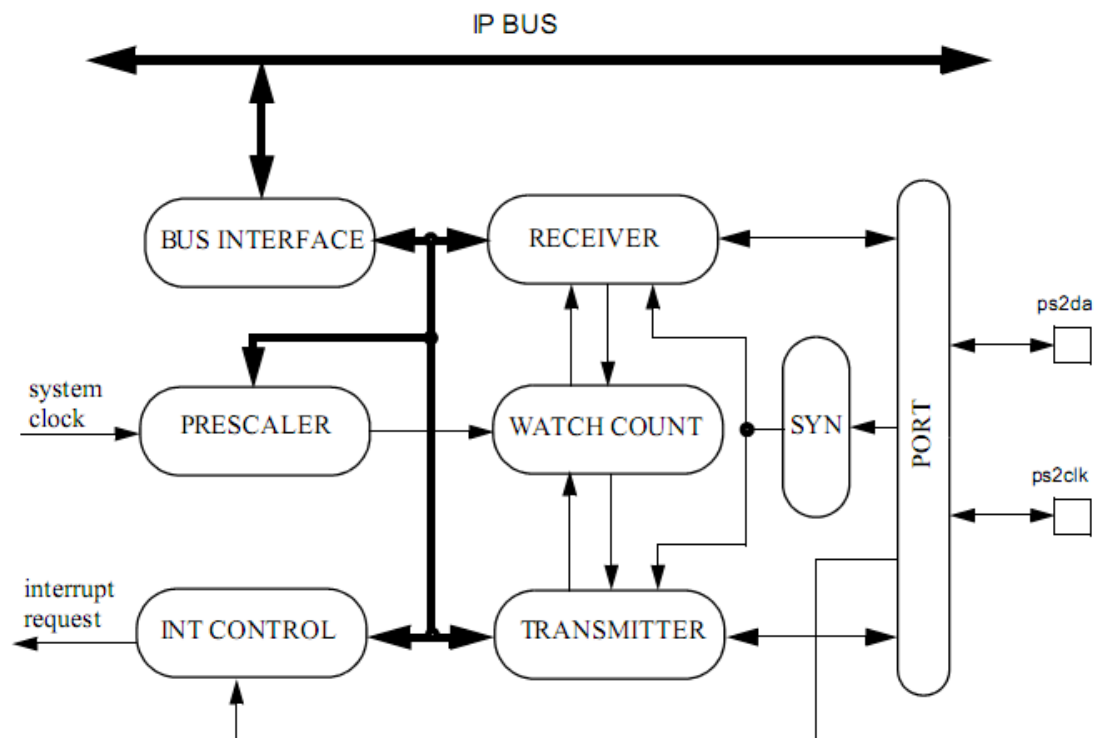 IP BUS
BUS INTERFACE
RECEIVER
ps2da
system
clock
PRESCALER
WATCH COUNT
SYN
PORT
ps2clk
interrupt
request
INT CONTROL
TRANSMITTER